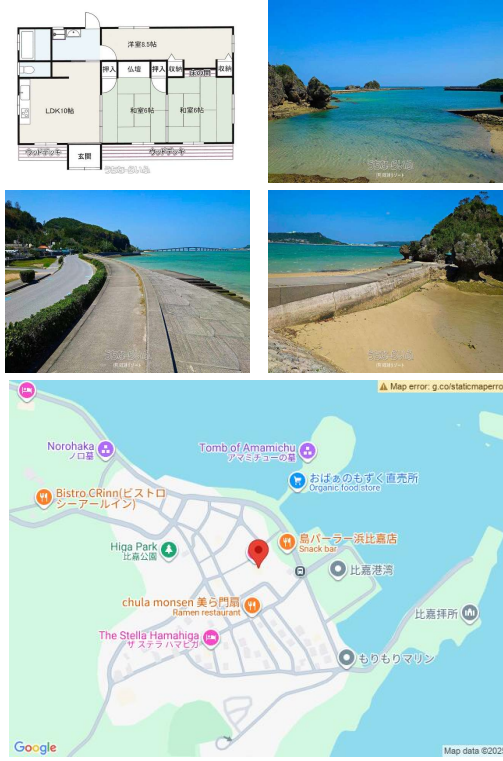 洋室8.5帖
押入
仏壇
押入
収納
床の間
収納
LDK10帖
和室6帖
和室6帖
ウッドデッキ
玄関
ウッドデッキ
Map error: g.co/staticmaperro
Norohaka
ノロ墓
Tomb of Amamichu
アマミチューの墓
おばぁのもずく直売所
Organic food store
Bistro CRinn(ビストロ
シーアールイン)
島パーラー浜比嘉店
Snack bar
Higa Park
比嘉公園
比嘉港湾
chula monsen 美ら門扇
Ramen restaurant
比嘉拝所
The Stella Hamahiga
ザ ステラ ハマヒガ
もりもりマリン
Google
Map data ©2025